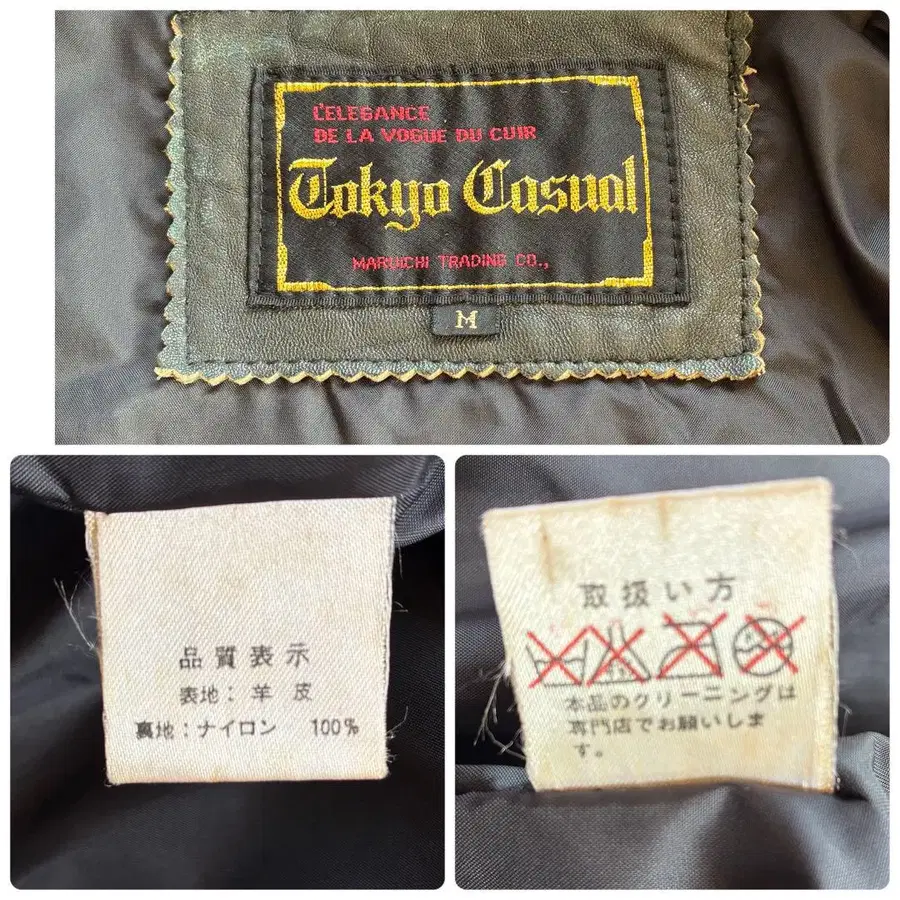 L'ELEGANCE
DE LA VOGUE DU CUIR
Tokyo Casual
MARUICHI TRADING CO.,
M
品質表示
表地：羊皮
裏地：ナイロン 100%
取扱い方
本品のクリーニングは
専門店でお願いしま
す。